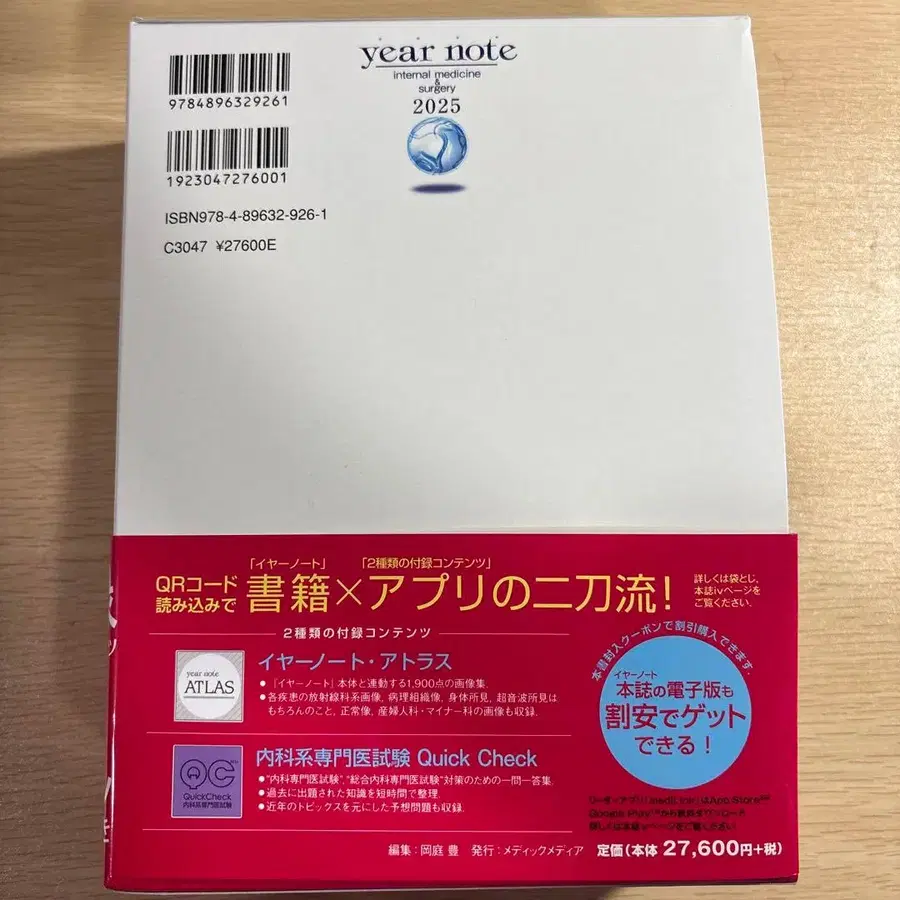 year note
internal medicine
&
surgery
2025
9784896329261
1923047276001
ISBN978-4-89632-926-1
C3047 ¥27600E
QRコード
読み込みで
「イヤーノート」
「2種類の付録コンテンツ」
書籍×アプリの二刀流!
詳しくは袋とじ,
本誌ivページを
ご覧ください.
2種類の付録コンテンツ
year note
ATLAS
イヤーノート・アトラス
●『イヤーノート』本体と連動する1,900点の画像集.
●各疾患の放射線科系画像, 病理組織像, 身体所見, 超音波所見は
もちろんのこと, 正常像, 産婦人科・マイナー科の画像も収録.
QC
QuickCheck
内科系専門医試験
内科系専門医試験 Quick Check
●"内科専門医試験", "総合内科専門医試験"対策のための一問一答集.
●過去に出題された知識を短時間で整理.
●近年のトピックスを元にした予想問題も収録.
本書封入クーポンで割引購入できます.
イヤーノート
本誌の電子版も
割安でゲット
できる!
編集:岡庭 豊 発行:メディックメディア
定価(本体 27,600円+税)